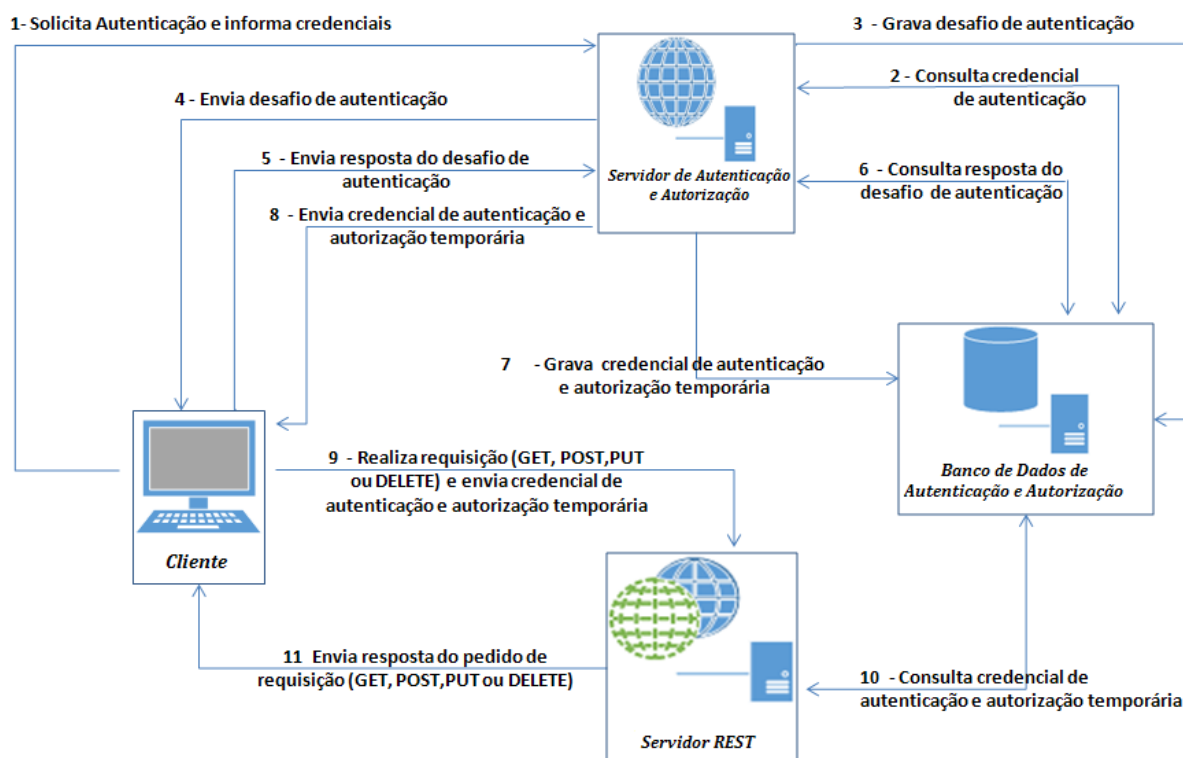 1- Solicita Autenticação e informa credenciais
3 - Grava desafio de autenticação
2 - Consulta credencial
de autenticação
4 - Envia desafio de autenticação
5 - Envia resposta do desafio de
autenticação
Servidor de Autenticação
e Autorização
6 - Consulta resposta do
desafio de autenticação
8 - Envia credencial de autenticação e
autorização temporária
7 - Grava credencial de autenticação
e autorização temporária
Banco de Dados de
Autenticação e Autorização
9 - Realiza requisição (GET, POST,PUT
ou DELETE) e envia credencial de
autenticação e autorização temporária
Cliente
11 Envia resposta do pedido de
requisição (GET, POST,PUT ou DELETE)
10 - Consulta credencial de
autenticação e autorização temporária
Servidor REST